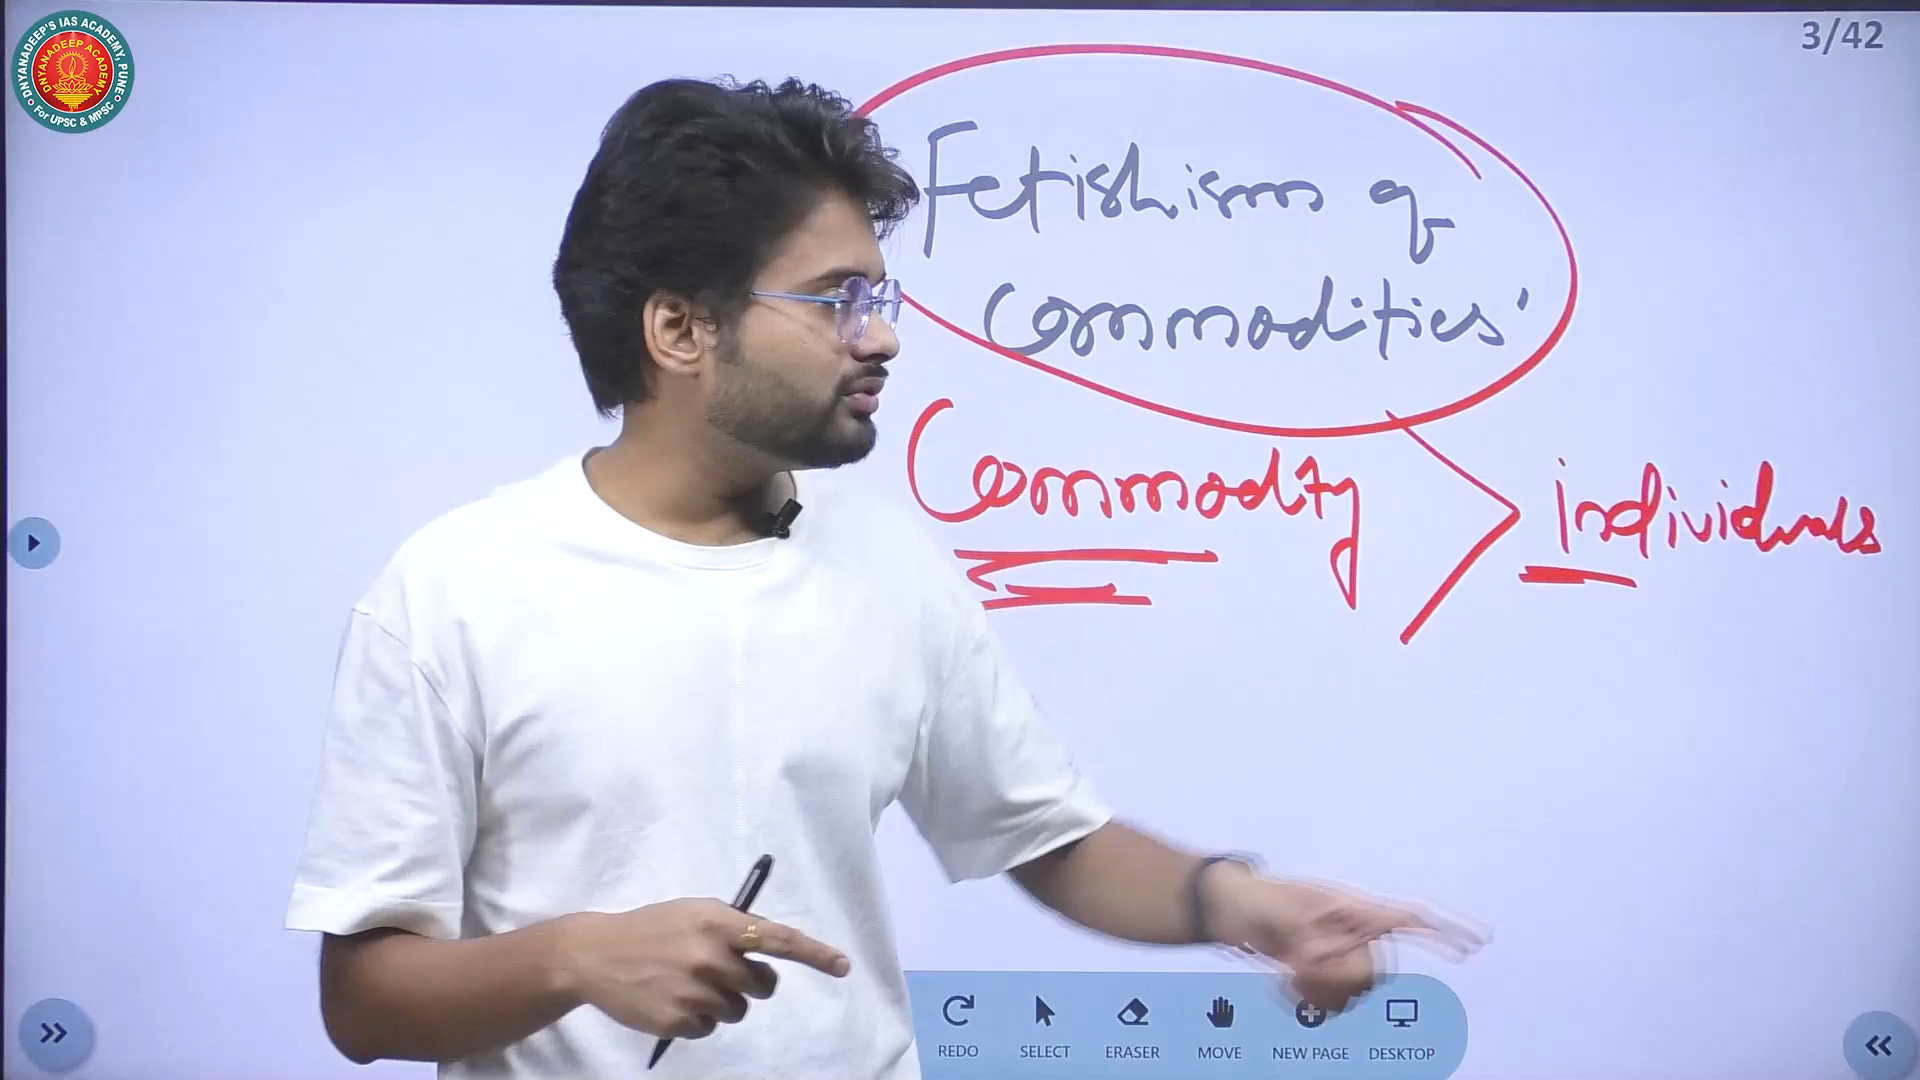 DNYANADEEP'S IAS ACADEMY, PUNE
DNYANADEEP ACADEMY
For UPSC & MPSC
3/42
Fetishism of
Commodities'
Commodity > individuals
REDO SELECT ERASER MOVE NEW PAGE DESKTOP